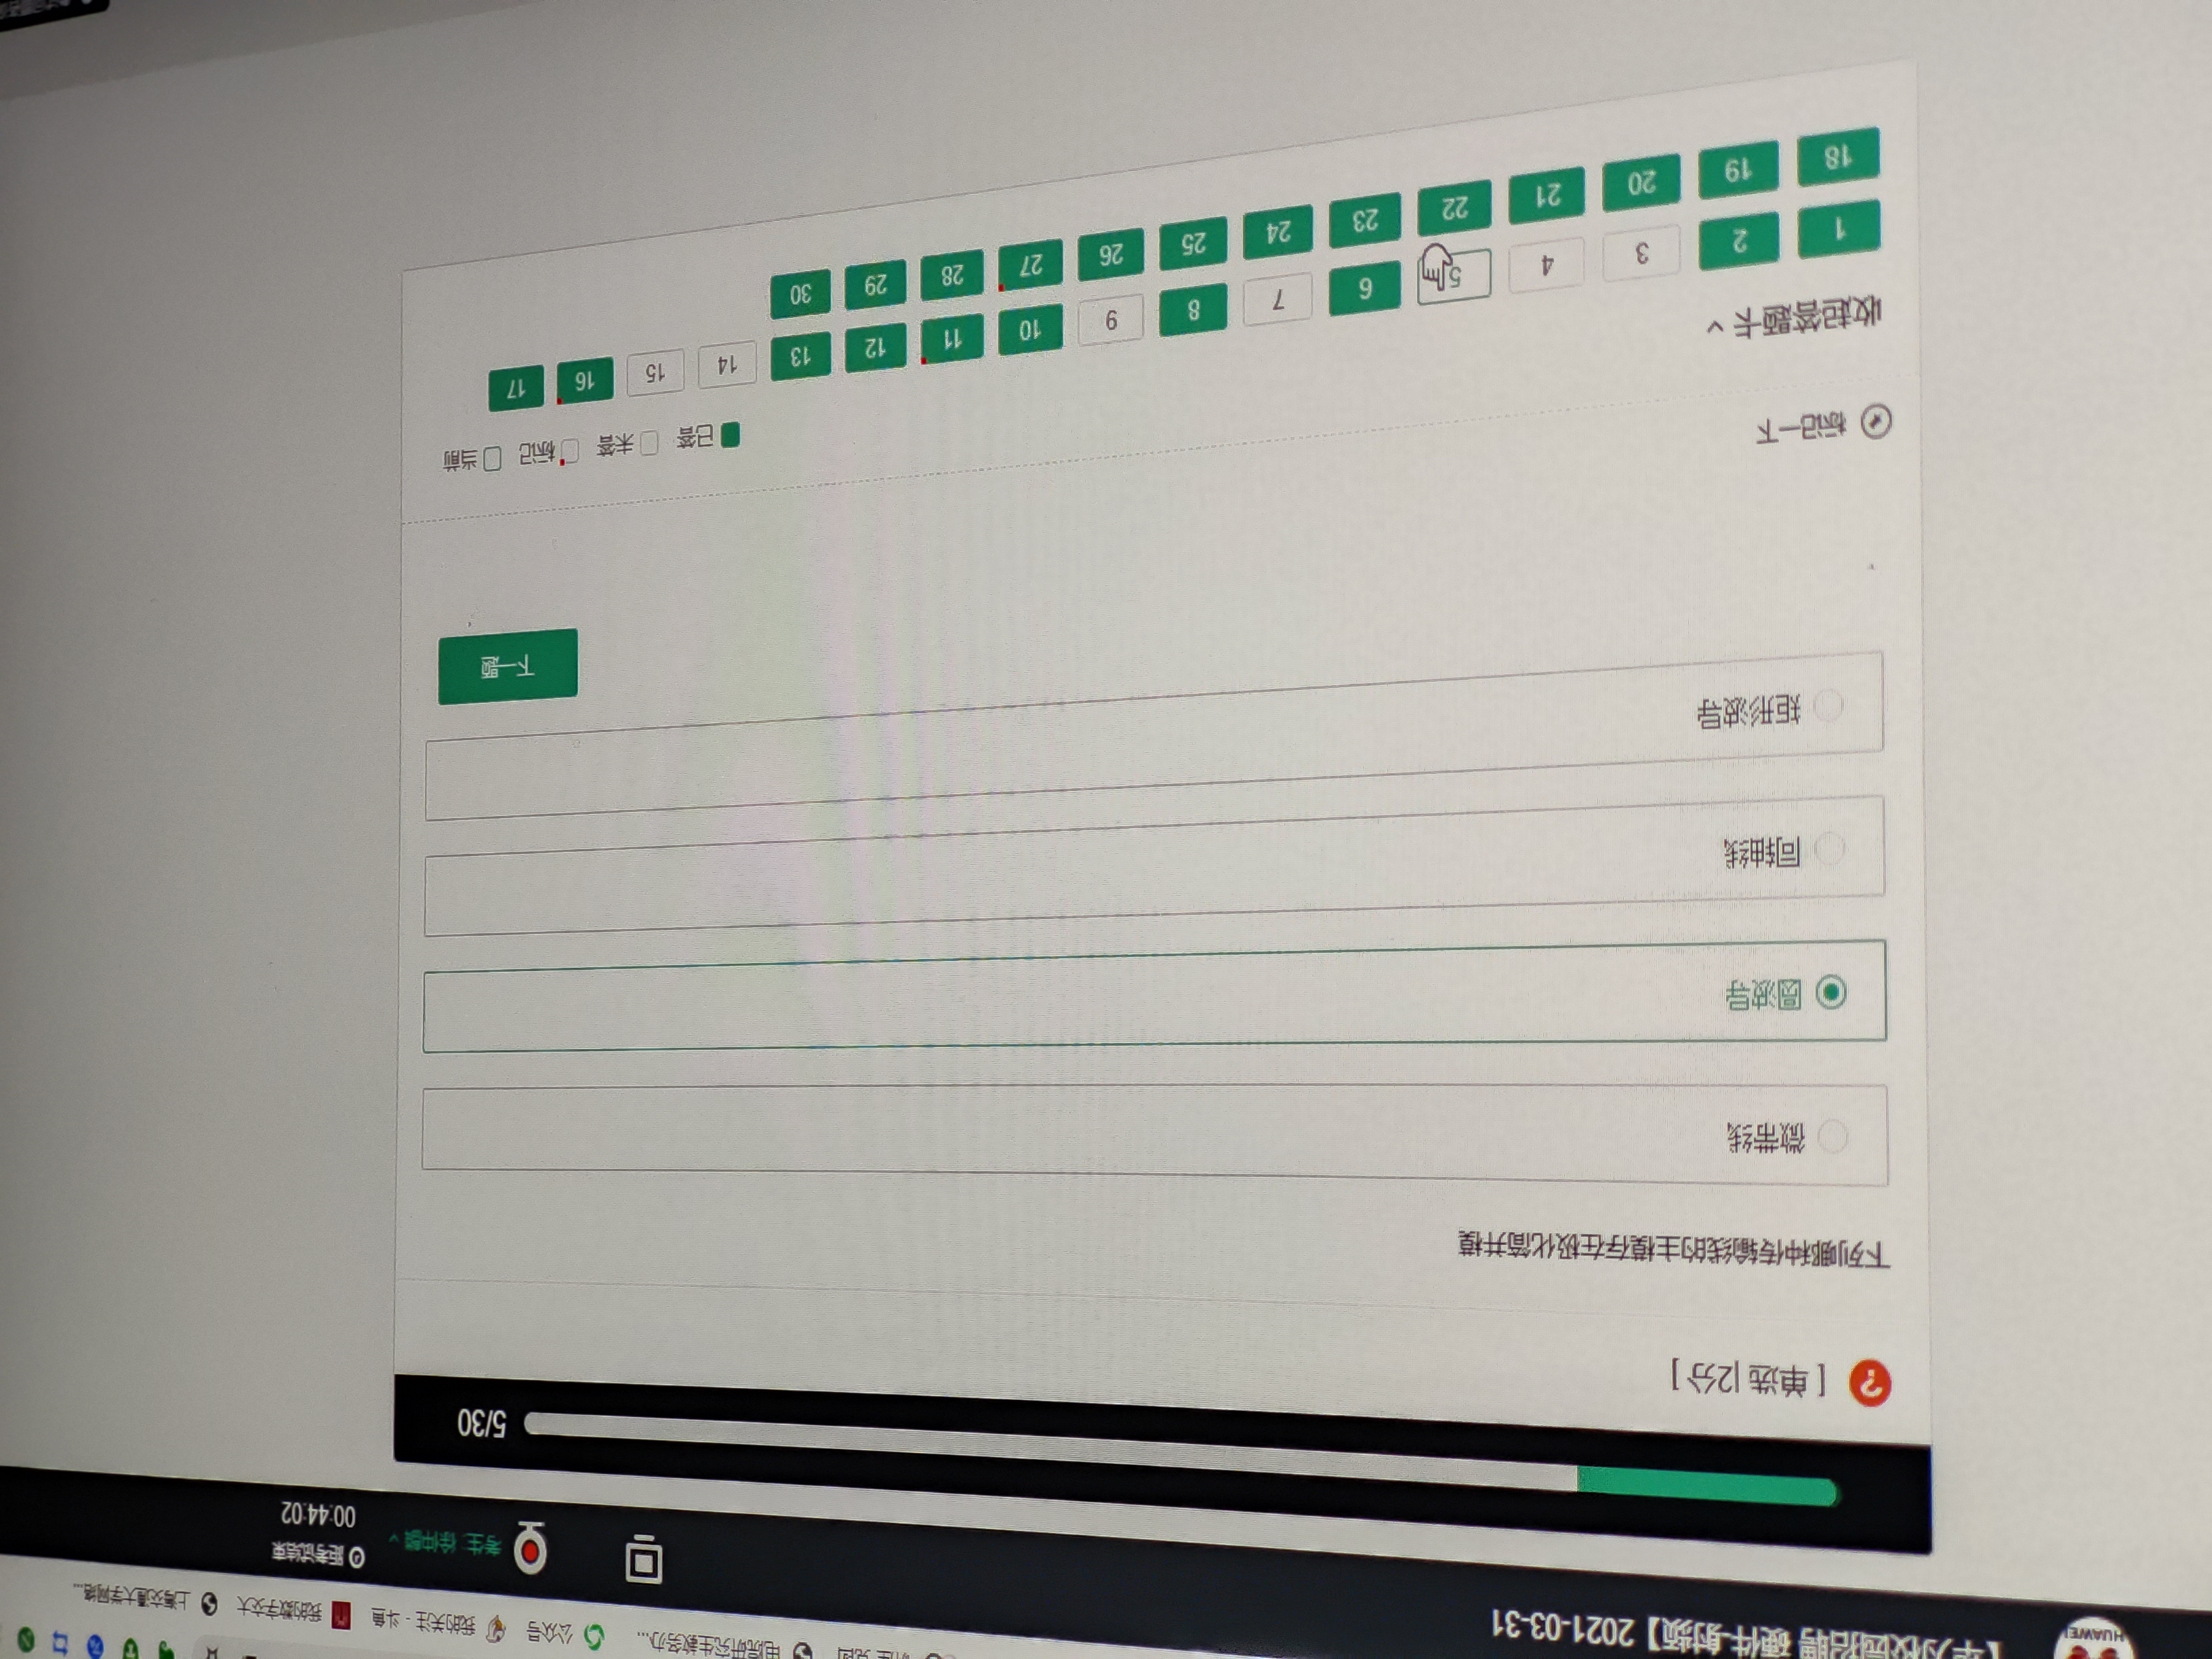 HUAWEI
【华为校园招聘 硬件-射频】2021-03-31
电院研究生教务办...
公众号
我的关注 - 斗鱼
我的数字交大
上海交通大学网络...
考生: 徐仲麟
距考试结束
00:44:02
5/30
[ 单选 |2分 ]
下列哪种传输线的主模存在极化简并模
微带线
圆波导
同轴线
矩形波导
下一题
标记一下
已答 未答 标记 当前
收起答题卡
1 2 3 4 5 6 7 8 9 10 11 12 13 14 15 16 17
18 19 20 21 22 23 24 25 26 27 28 29 30